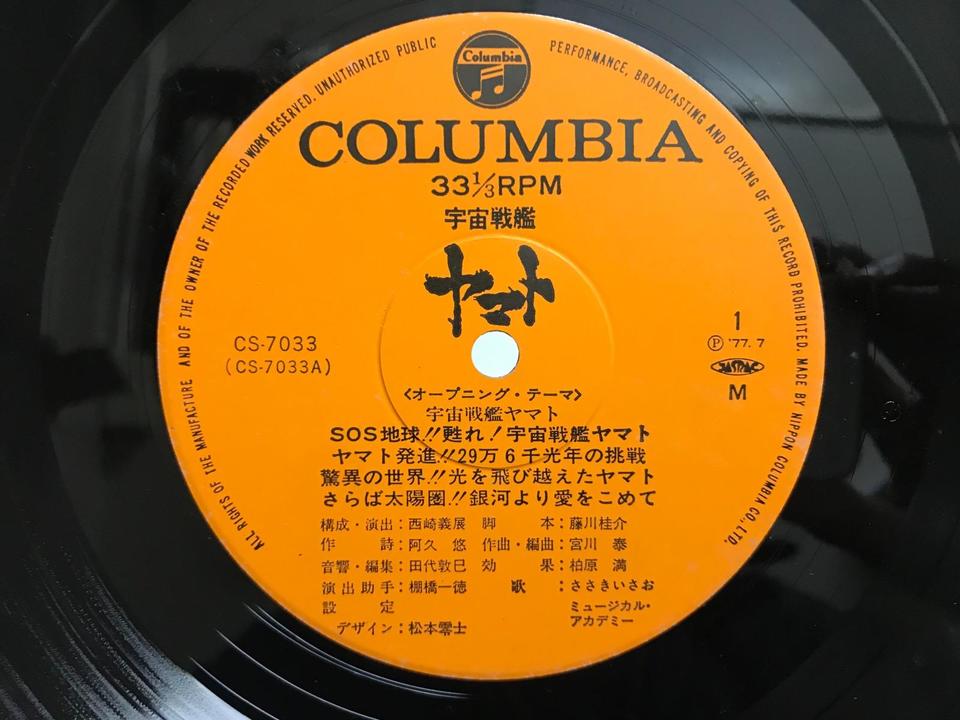 Columbia
ALL RIGHTS OF THE MANUFACTURE AND OF THE OWNER OF THE RECORDED WORK RESERVED. UNAUTHORIZED PUBLIC PERFORMANCE, BROADCASTING AND COPYING OF THIS RECORD PROHIBITED. MADE BY NIPPON COLUMBIA CO., LTD.
COLUMBIA
33⅓RPM
宇宙戦艦
ヤマト
CS-7033
(CS-7033A)
1
Ⓟ '77. 7
JASRAC
M
〈オープニング・テーマ〉
宇宙戦艦ヤマト
SOS地球!!甦れ!宇宙戦艦ヤマト
ヤマト発進!!29万6千光年の挑戦
驚異の世界!!光を飛び越えたヤマト
さらば太陽圏!!銀河より愛をこめて
構成・演出:西崎義展 脚本:藤川桂介
作詩:阿久 悠 作曲・編曲:宮川 泰
音響・編集:田代敦巳 効果:柏原 満
演出助手:棚橋一徳 歌:ささきいさお
設定 ミュージカル・
アカデミー
デザイン:松本零士